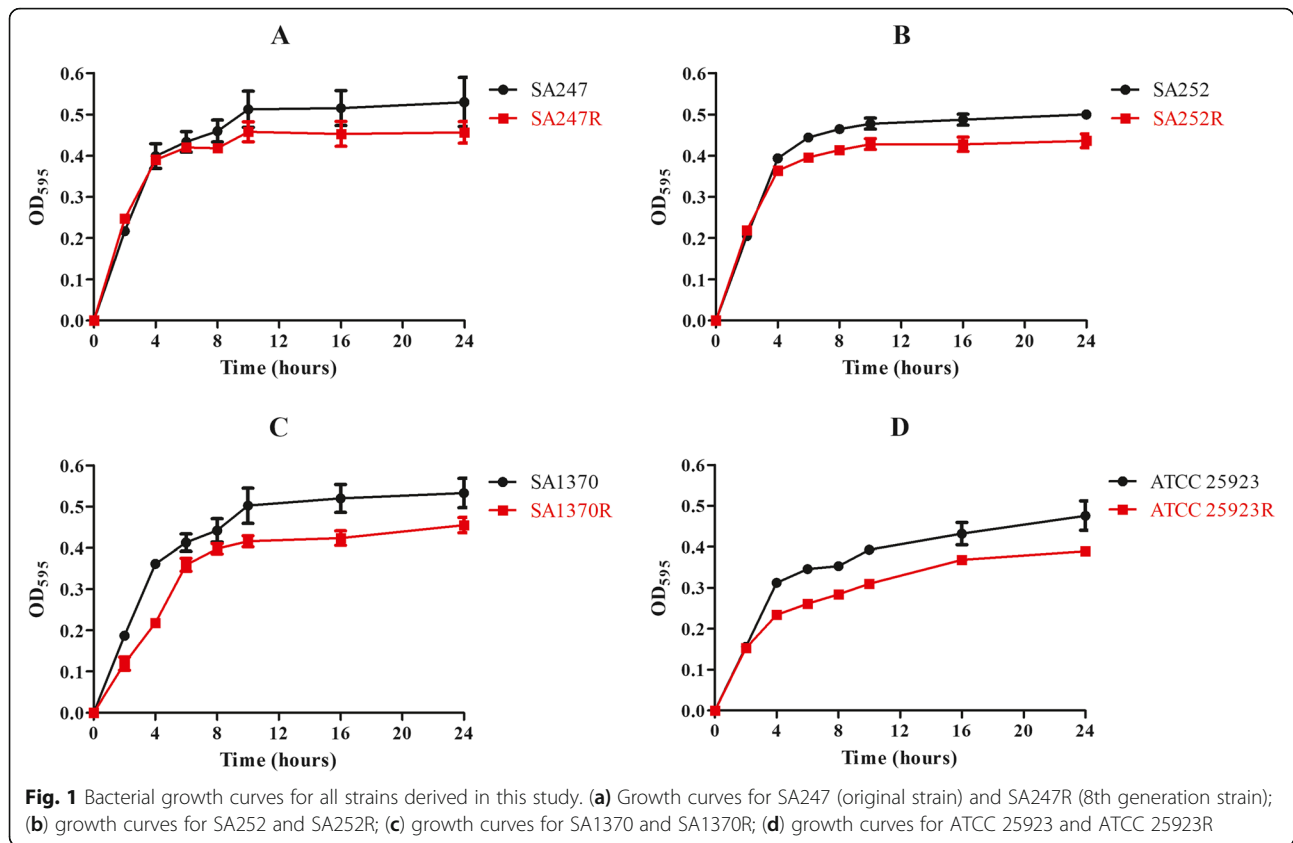 A
0.6
0.5
0.4
0.3
0.2
0.1
0.0
OD595
0 4 8 12 16 20 24
Time (hours)
SA247
SA247R
B
0.6
0.5
0.4
0.3
0.2
0.1
0.0
OD595
0 4 8 12 16 20 24
Time (hours)
SA252
SA252R
C
0.6
0.5
0.4
0.3
0.2
0.1
0.0
OD595
0 4 8 12 16 20 24
Time (hours)
SA1370
SA1370R
D
0.6
0.5
0.4
0.3
0.2
0.1
0.0
OD595
0 4 8 12 16 20 24
Time (hours)
ATCC 25923
ATCC 25923R
Fig. 1 Bacterial growth curves for all strains derived in this study. (a) Growth curves for SA247 (original strain) and SA247R (8th generation strain);
(b) growth curves for SA252 and SA252R; (c) growth curves for SA1370 and SA1370R; (d) growth curves for ATCC 25923 and ATCC 25923R